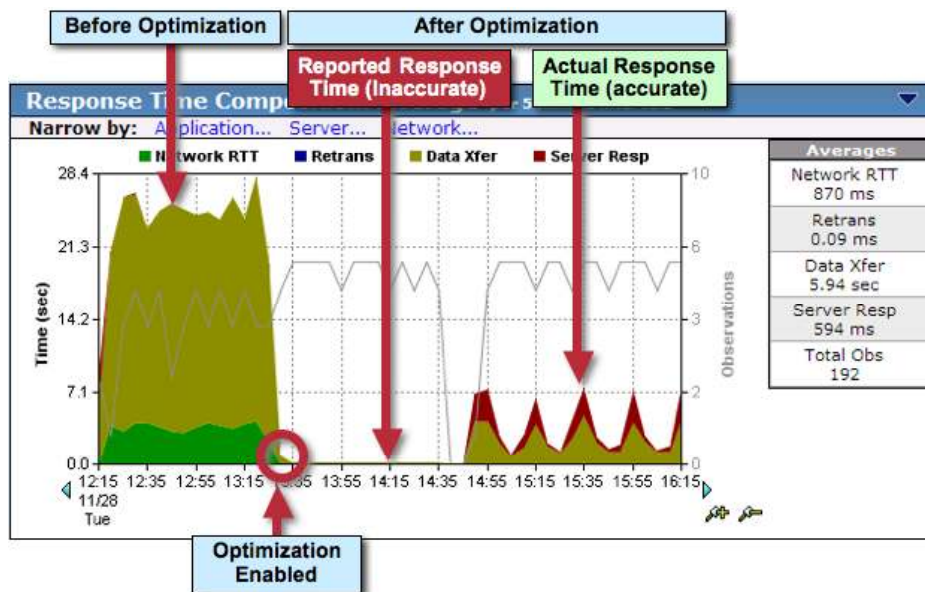 Before Optimization
After Optimization
Reported Response
Time (Inaccurate)
Actual Response
Time (accurate)
Response Time
Narrow by: Application... Server... Network...
Network RTT Retrans Data Xfer Server Resp
28.4
21.3
14.2
7.1
0.0
Time (sec)
10
6
3
2
0
Observations
12:15 12:35 12:55 13:15 13:55 14:15 14:35 14:55 15:15 15:35 15:55 16:15
11/28
Tue
Averages
Network RTT
870 ms
Retrans
0.09 ms
Data Xfer
5.94 sec
Server Resp
594 ms
Total Obs
192
Optimization
Enabled